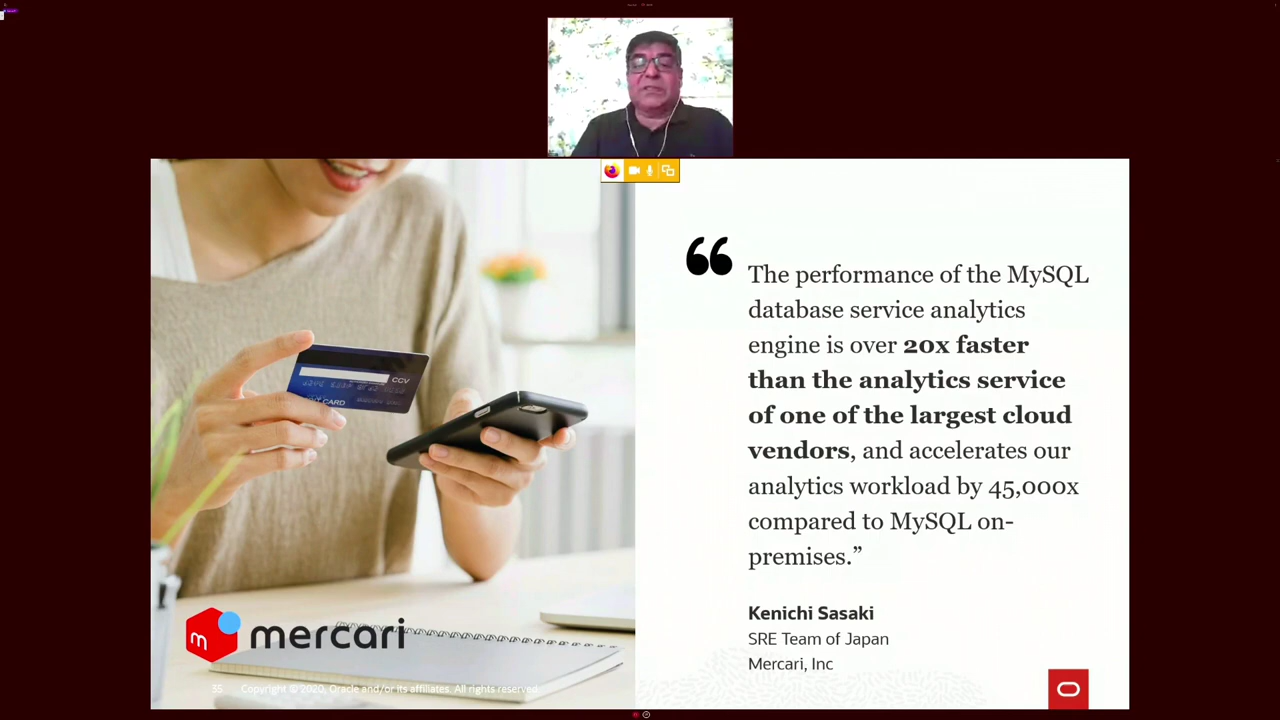 “
The performance of the MySQL
database service analytics
engine is over 20x faster
than the analytics service
of one of the largest cloud
vendors, and accelerates our
analytics workload by 45,000x
compared to MySQL on-
premises.”
Kenichi Sasaki
SRE Team of Japan
Mercari, Inc
CCV
CARD
m mercari
35 Copyright © 2020, Oracle and/or its affiliates. All rights reserved.